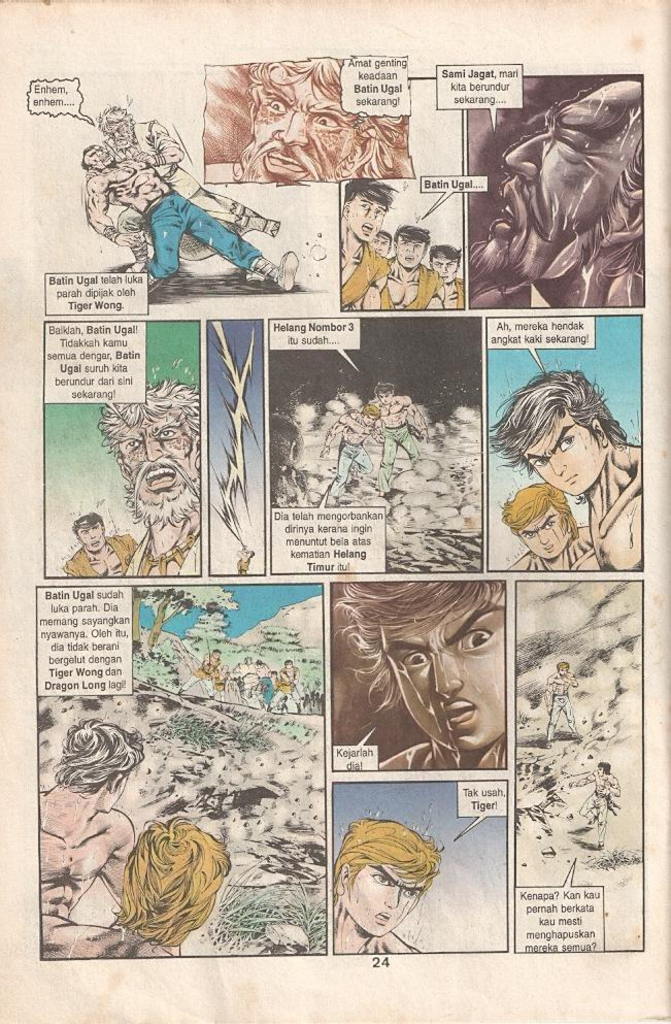 Enhem,
enhem....
Amat genting
keadaan
Batin Ugal
sekarang!
Sami Jagat, mari
kita berundur
sekarang....
Batin Ugal....
Batin Ugal telah luka
parah dipijak oleh
Tiger Wong.
Baiklah, Batin Ugal!
Tidakkah kamu
semua dengar, Batin
Ugal suruh kita
berundur dari sini
sekarang!
Helang Nombor 3
itu sudah....
Dia telah mengorbankan
dirinya kerana ingin
menuntut bela atas
kematian Helang
Timur itu!
Ah, mereka hendak
angkat kaki sekarang!
Batin Ugal sudah
luka parah. Dia
memang sayangkan
nyawanya. Oleh itu,
dia tidak berani
bergelut dengan
Tiger Wong dan
Dragon Long lagi!
Kejarlah
dia!
Tak usah,
Tiger!
Kenapa? Kan kau
pernah berkata
kau mesti
menghapuskan
mereka semua?
24